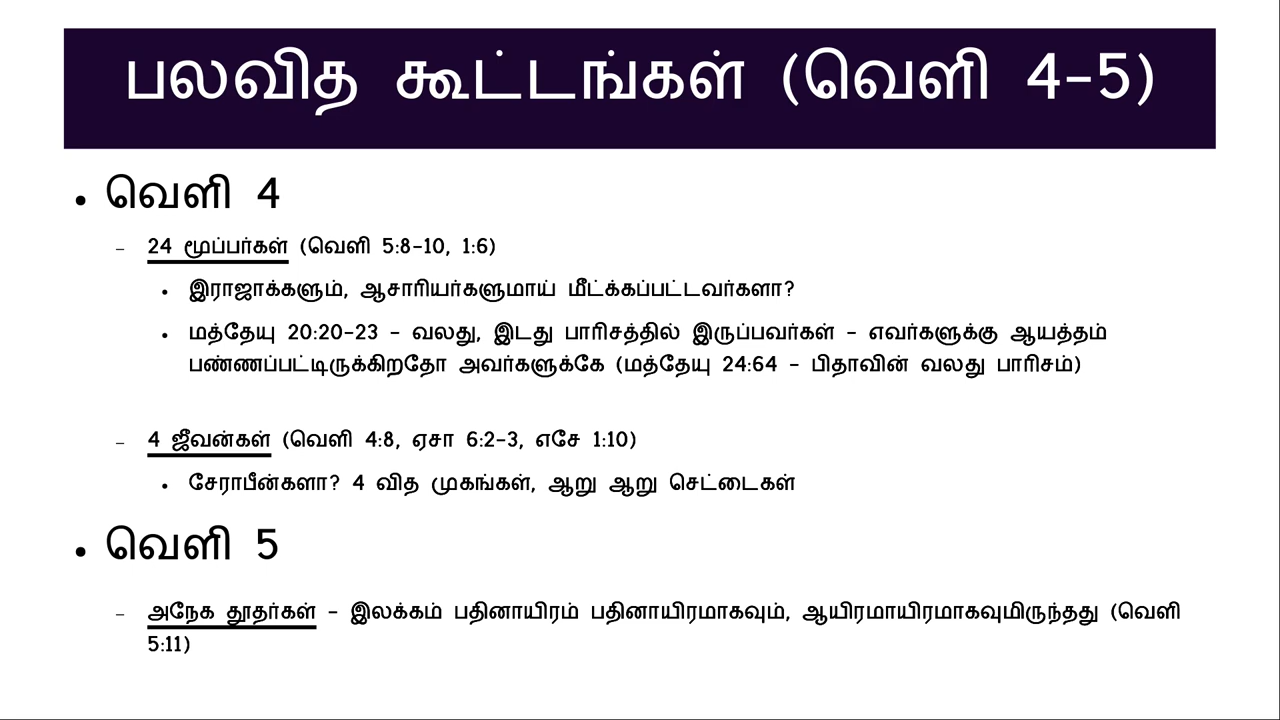 பலவித கூட்டங்கள் (வெளி 4-5)
• வெளி 4
– 24 மூப்பர்கள் (வெளி 5:8-10, 1:6)
• இராஜாக்களும், ஆசாரியர்களுமாய் மீட்க்கப்பட்டவர்களா?
• மத்தேயு 20:20-23 - வலது, இடது பாரிசத்தில் இருப்பவர்கள் - எவர்களுக்கு ஆயத்தம்
பண்ணப்பட்டிருக்கிறதோ அவர்களுக்கே (மத்தேயு 24:64 - பிதாவின் வலது பாரிசம்)
– 4 ஜீவன்கள் (வெளி 4:8, ஏசா 6:2-3, எசே 1:10)
• சேராபீன்களா? 4 வித முகங்கள், ஆறு ஆறு செட்டைகள்
• வெளி 5
– அநேக தூதர்கள் - இலக்கம் பதினாயிரம் பதினாயிரமாகவும், ஆயிரமாயிரமாகவுமிருந்தது (வெளி
5:11)